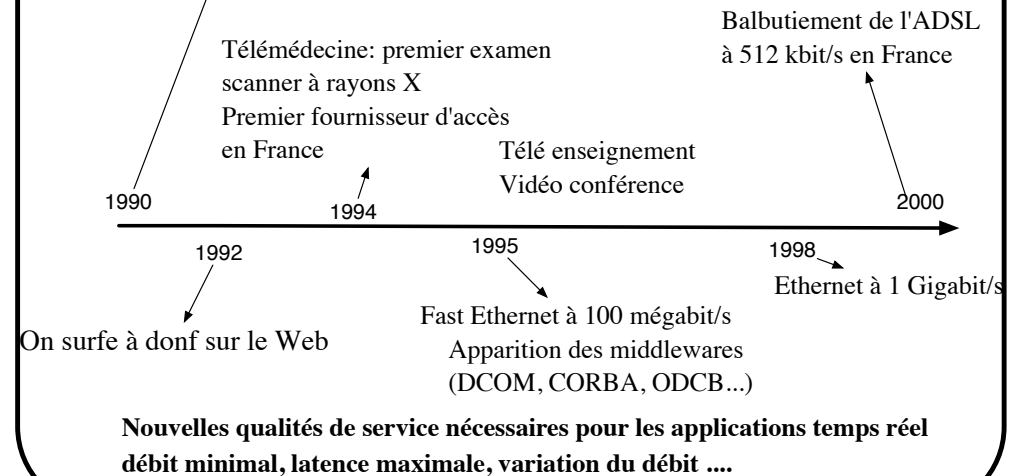 Balbutiement de l'ADSL
à 512 kbit/s en France
Télémédecine: premier examen
scanner à rayons X
Premier fournisseur d'accès
en France
Télé enseignement
Vidéo conférence
1990
1994
2000
1992
1995
1998
Ethernet à 1 Gigabit/s
On surfe à donf sur le Web
Fast Ethernet à 100 mégabit/s
Apparition des middlewares
(DCOM, CORBA, ODCB...)
Nouvelles qualités de service nécessaires pour les applications temps réel
débit minimal, latence maximale, variation du débit ....